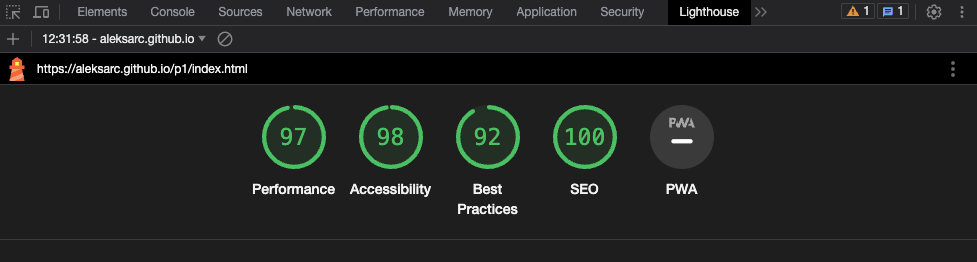 Elements Console Sources Network Performance Memory Application Security Lighthouse 1 1
12:31:58 - aleksarc.github.io
https://aleksarc.github.io/p1/index.html
97 98 92 100 PWA
Performance Accessibility Best Practices SEO PWA